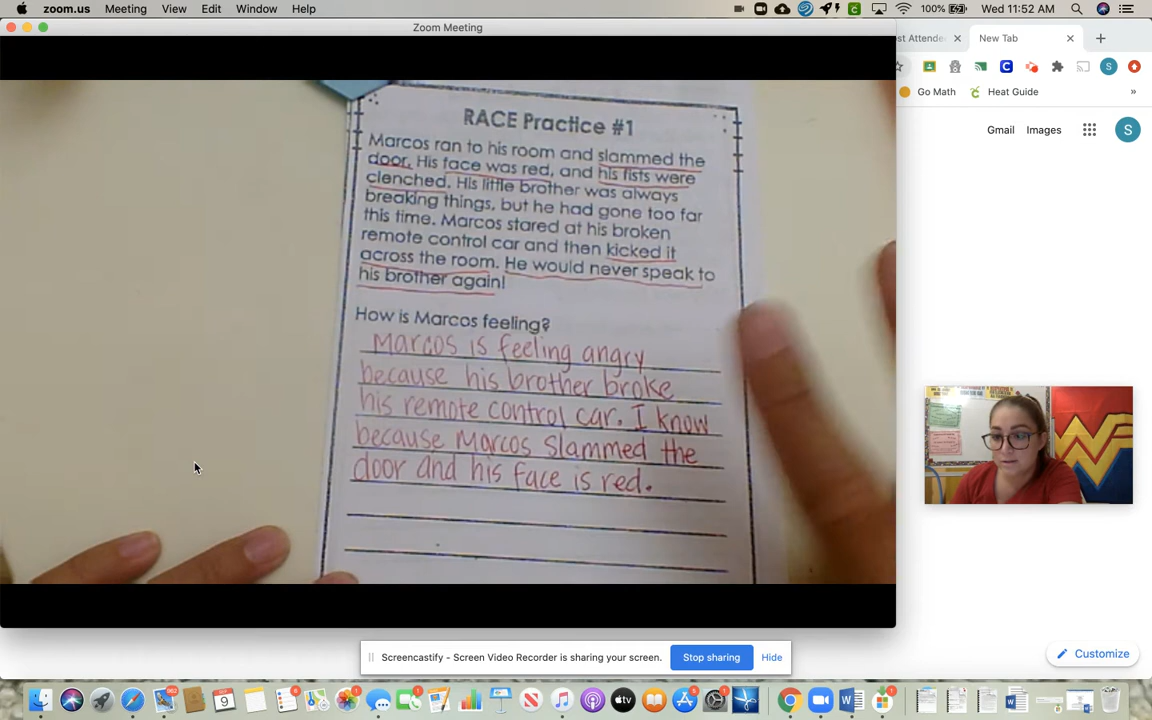 zoom.us Meeting View Edit Window Help
100%
Wed 11:52 AM
Zoom Meeting
New Tab
Go Math
Heat Guide
Gmail
Images
S
RACE Practice #1
Marcos ran to his room and slammed the
door. His face was red, and his fists were
clenched. His little brother was always
breaking things, but he had gone too far
this time. Marcos stared at his broken
remote control car and then kicked it
across the room. He would never speak to
his brother again!
How is Marcos feeling?
Marcos is feeling angry
because his brother broke
his remote control car. I know
because Marcos slammed the
door and his face is red.
Screencastify - Screen Video Recorder is sharing your screen.
Stop sharing
Hide
Customize